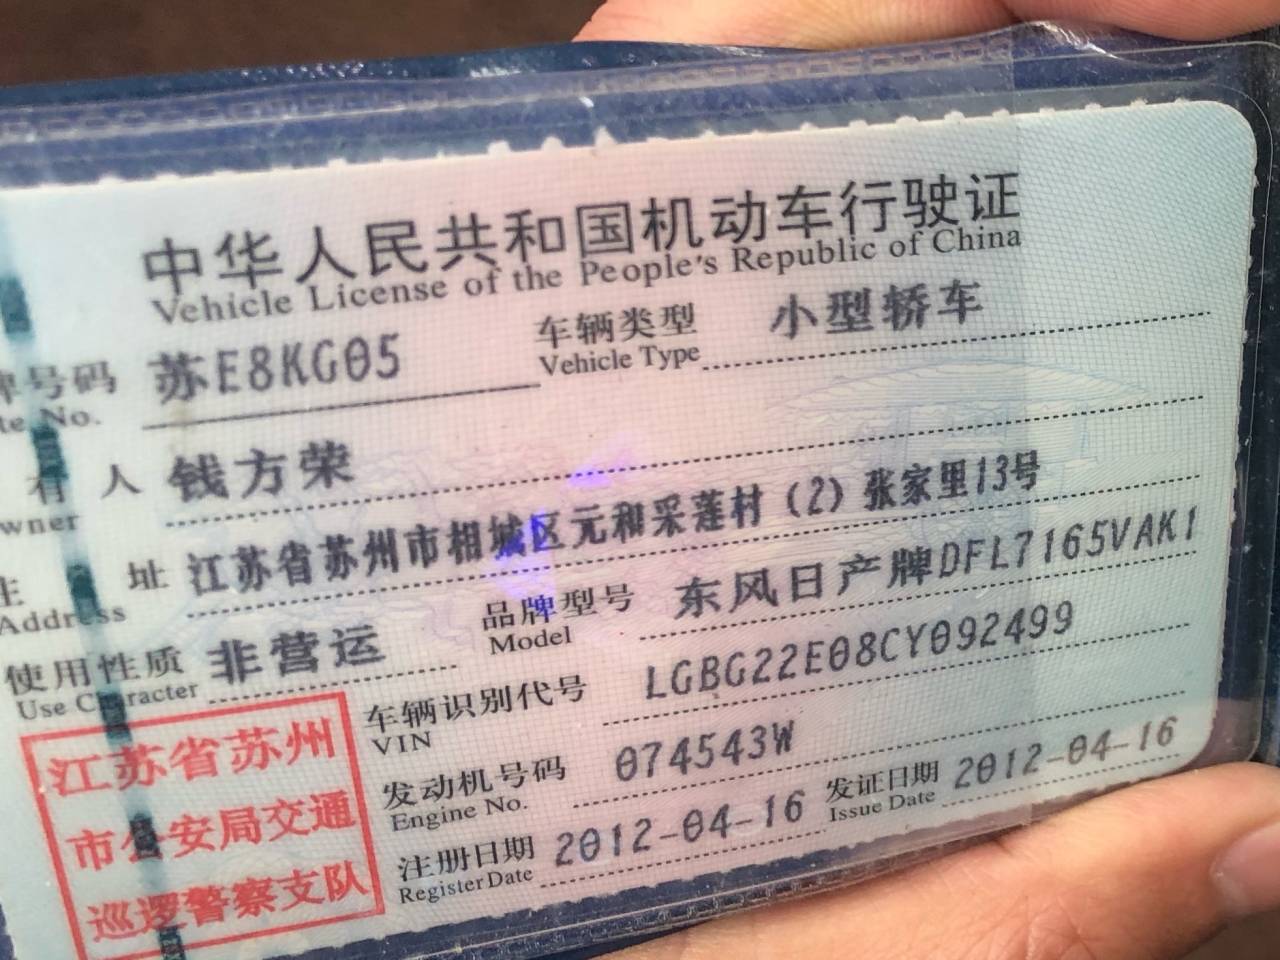 中华人民共和国机动车行驶证
Vehicle License of the People's Republic of China
牌号码 苏E8KG05 车辆类型 小型轿车
te No. Vehicle Type
有 人 钱方荣
wner
住 址 江苏省苏州市相城区元和采莲村（2）张家里13号
Address
使用性质 非营运 品牌型号 东风日产牌DFL7165VAK1
Use Character Model
车辆识别代号 LGBG22E08CY092499
VIN
发动机号码 074543W
Engine No.
注册日期 2012-04-16 发证日期 2012-04-16
Register Date Issue Date
江苏省苏州
市公安局交通
巡逻警察支队